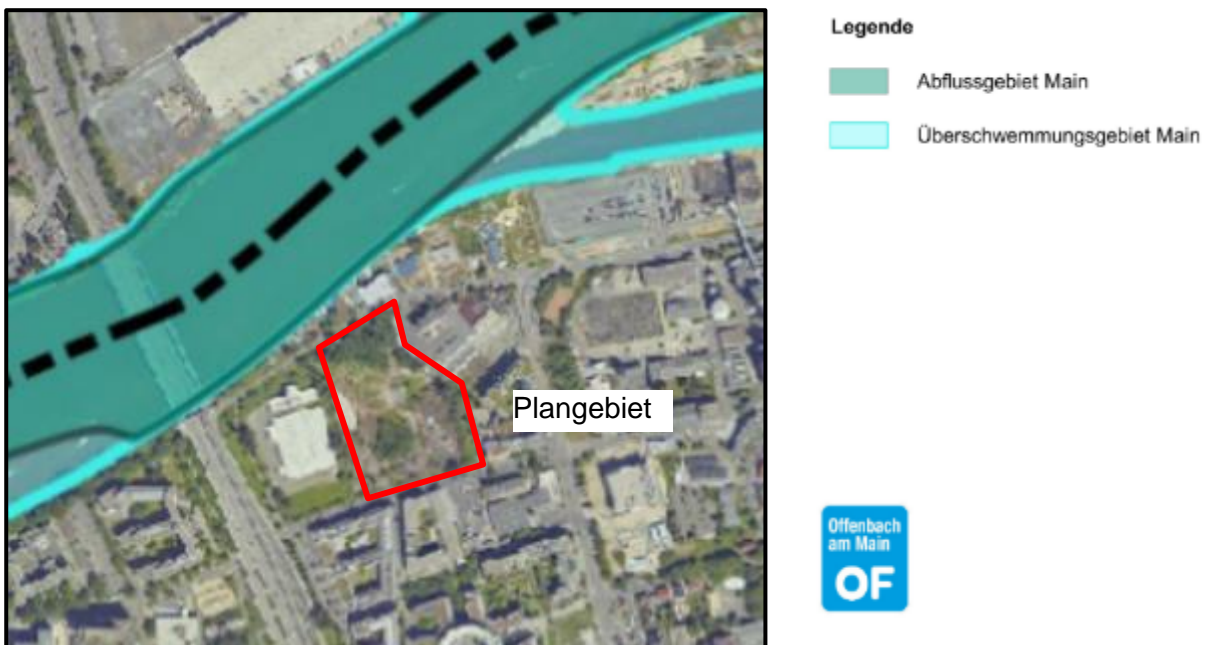 Legende
Abflussgebiet Main
Überschwemmungsgebiet Main
Plangebiet
Offenbach
am Main
OF